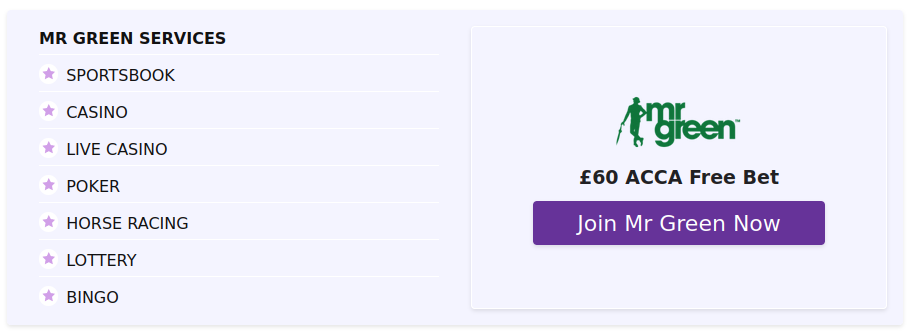 MR GREEN SERVICES
SPORTSBOOK
CASINO
LIVE CASINO
POKER
HORSE RACING
LOTTERY
BINGO
mr
green™
£60 ACCA Free Bet
Join Mr Green Now